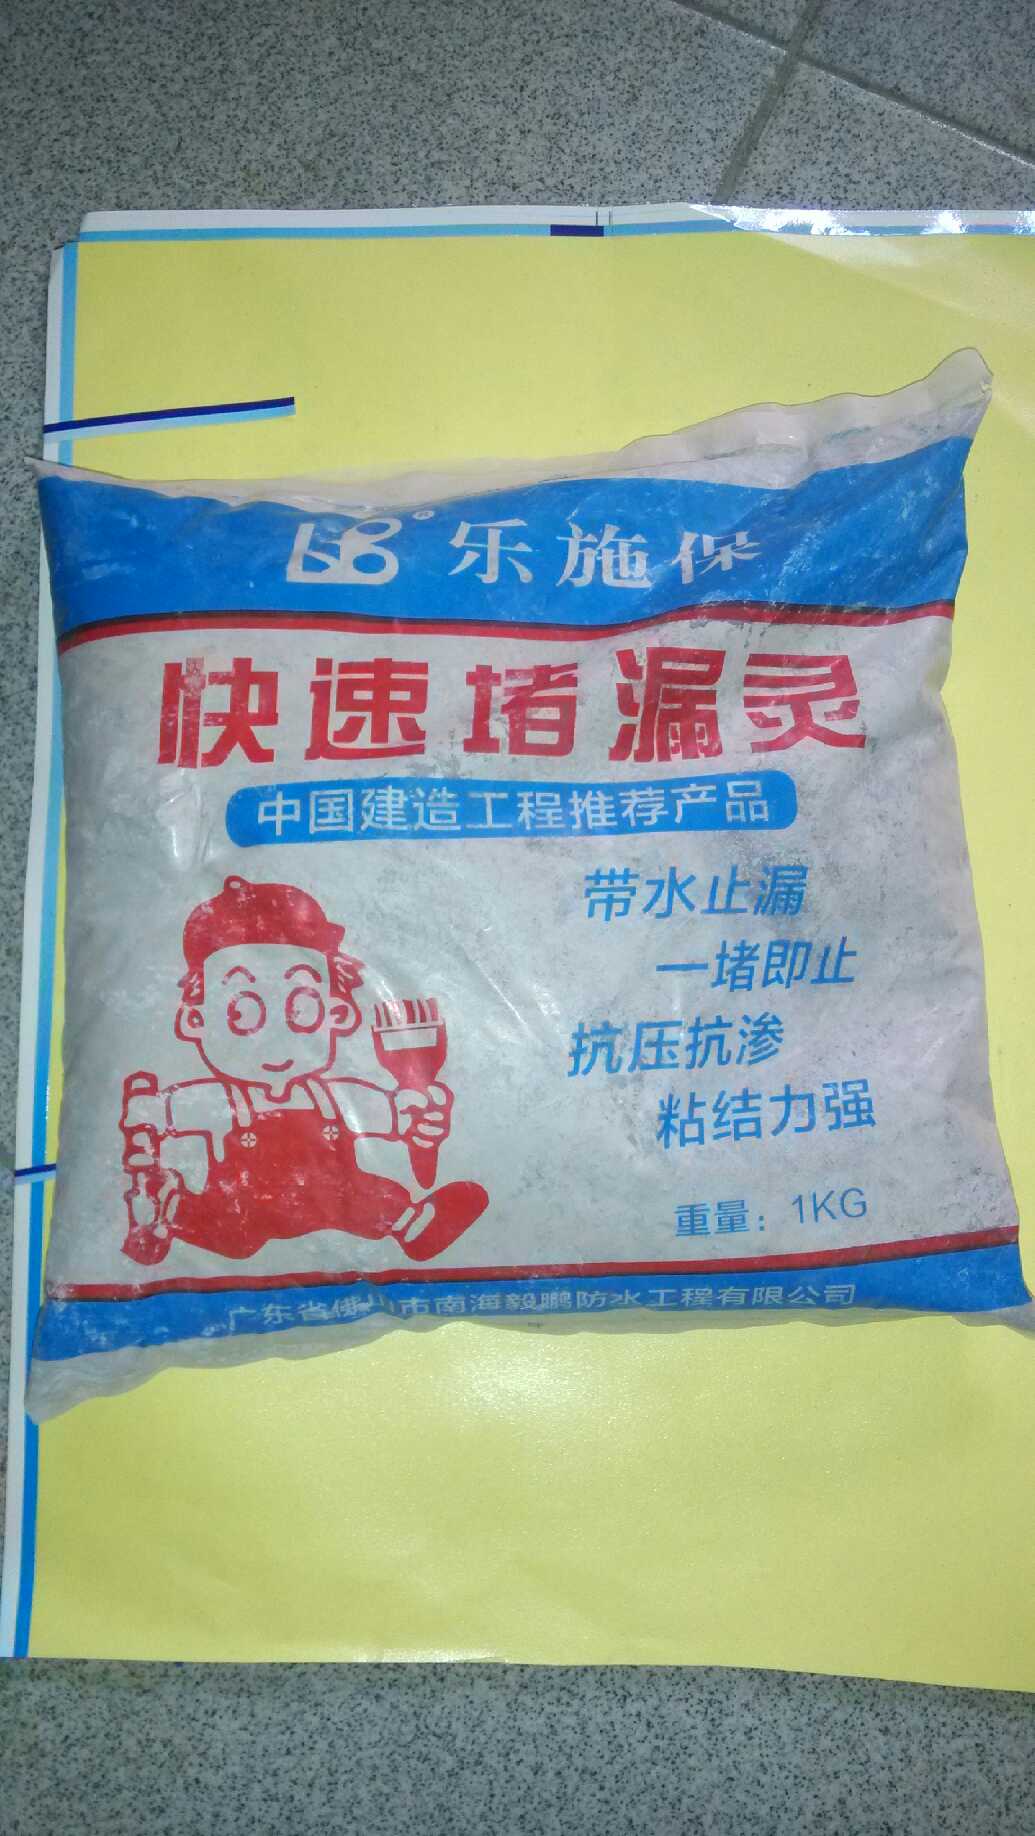 LSB® 乐施保
快速堵漏灵
中国建造工程推荐产品
带水止漏
一堵即止
抗压抗渗
粘结力强
重量：1KG
广东省佛山市南海毅鹏防水工程有限公司